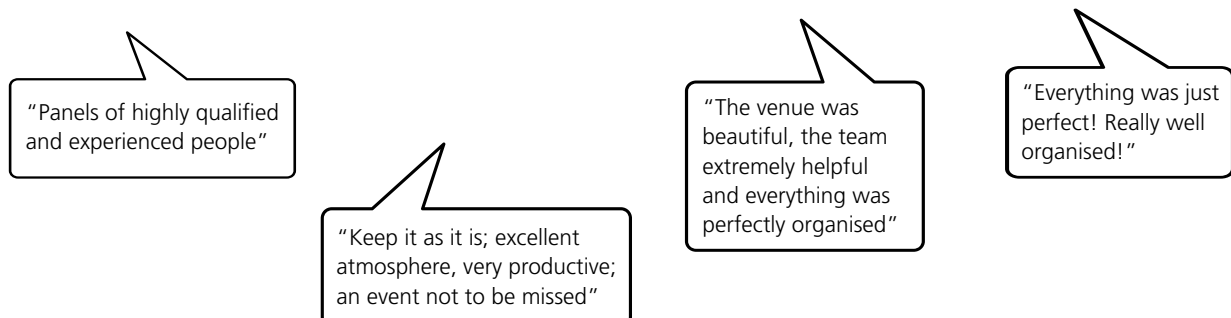 “Panels of highly qualified
and experienced people”
“Keep it as it is; excellent
atmosphere, very productive;
an event not to be missed”
“The venue was
beautiful, the team
extremely helpful
and everything was
perfectly organised”
“Everything was just
perfect! Really well
organised!”